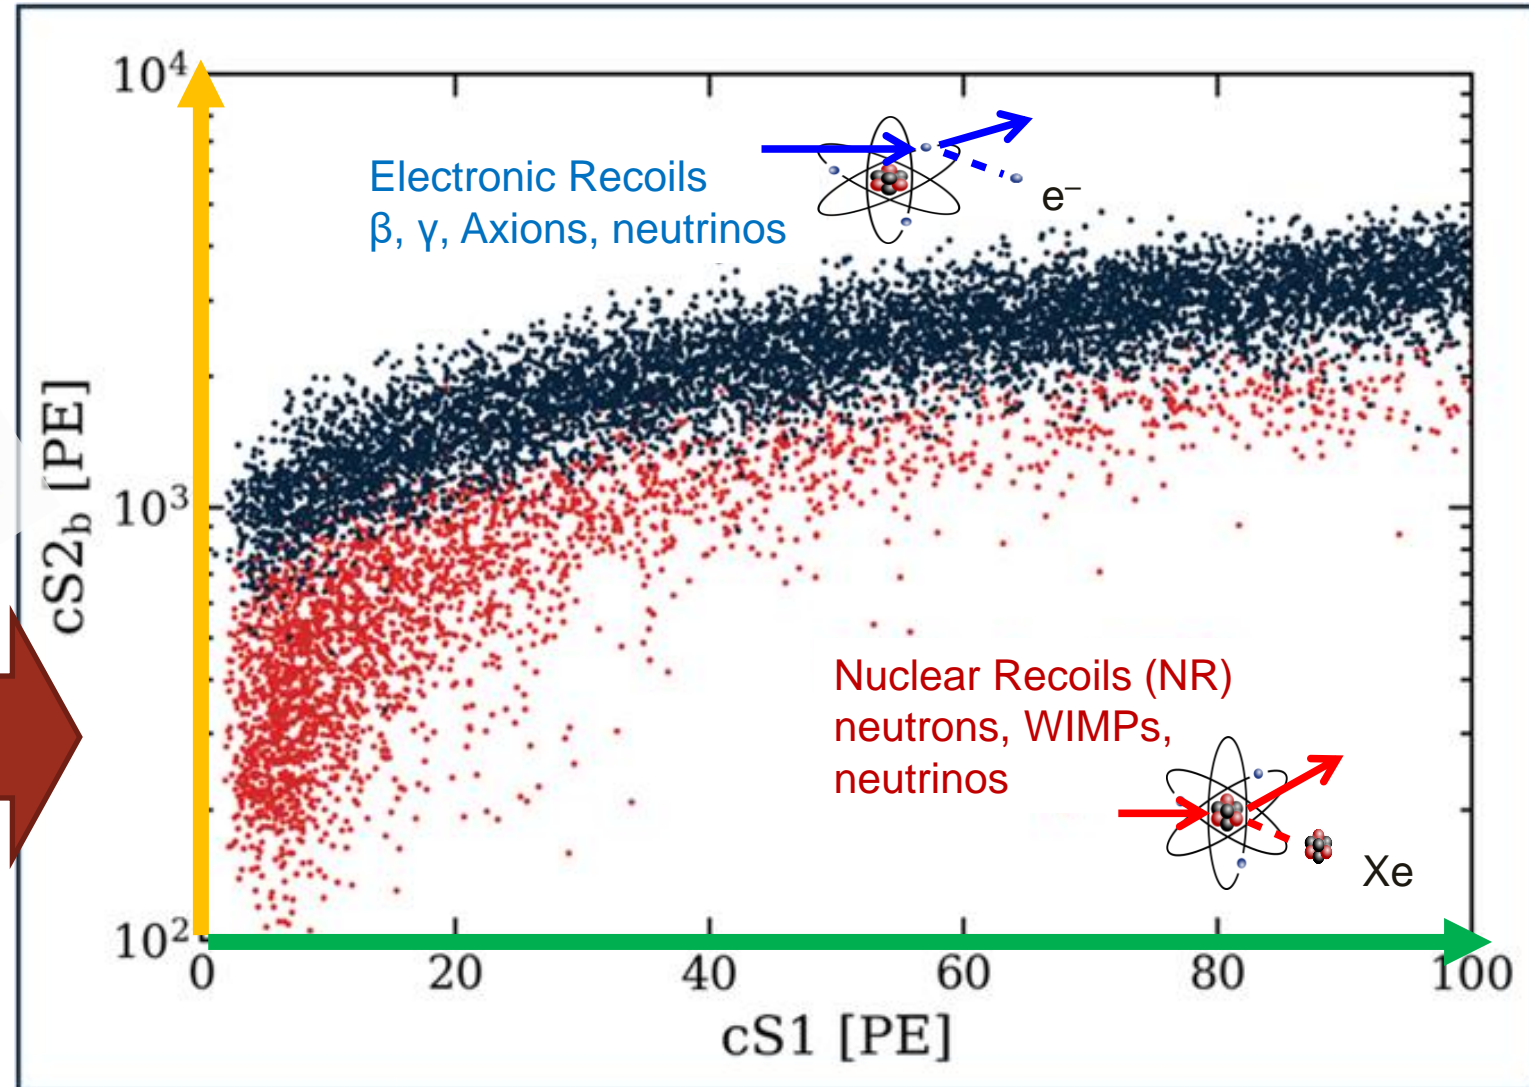 10⁴
Electronic Recoils
β, γ, Axions, neutrinos
e⁻
cS2_b [PE]
10³
Nuclear Recoils (NR)
neutrons, WIMPs,
neutrinos
Xe
10²
0 20 40 60 80 100
cS1 [PE]